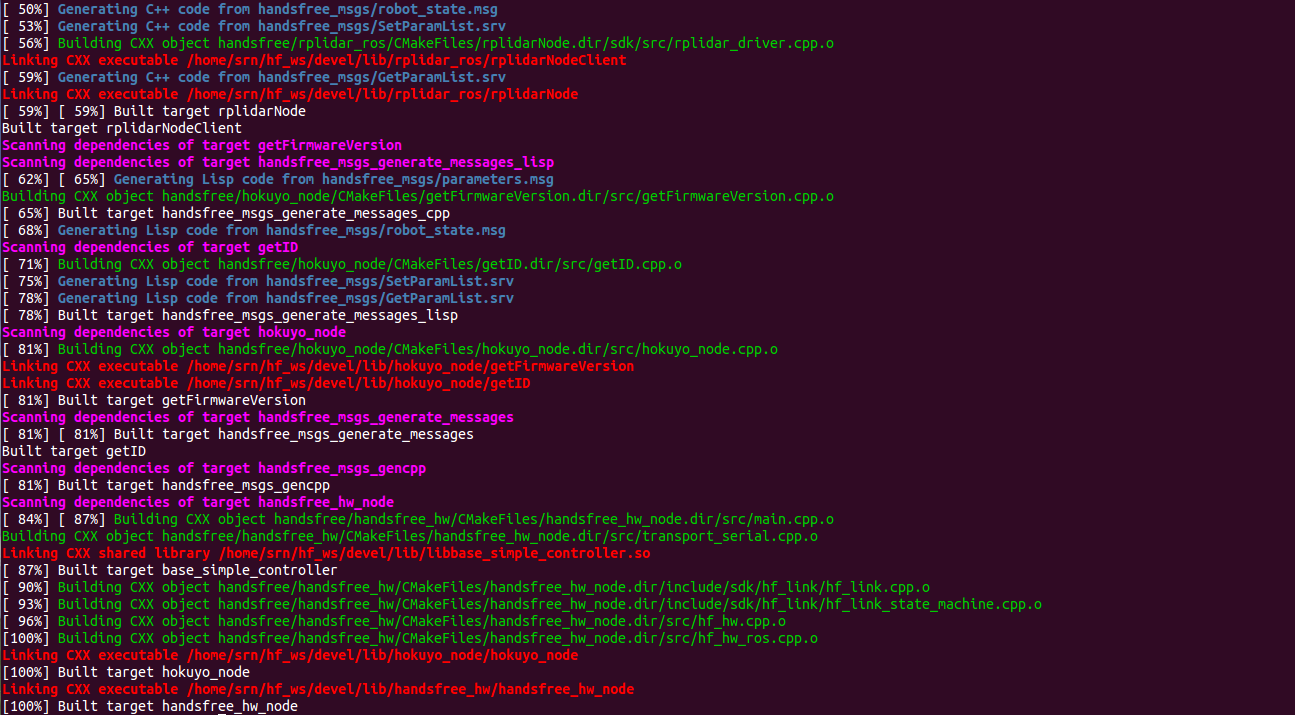 [ 50%] Generating C++ code from handsfree_msgs/robot_state.msg
[ 53%] Generating C++ code from handsfree_msgs/SetParamList.srv
[ 56%] Building CXX object handsfree/rplidar_ros/CMakeFiles/rplidarNode.dir/sdk/src/rplidar_driver.cpp.o
Linking CXX executable /home/srn/hf_ws/devel/lib/rplidar_ros/rplidarNodeClient
[ 59%] Generating C++ code from handsfree_msgs/GetParamList.srv
Linking CXX executable /home/srn/hf_ws/devel/lib/rplidar_ros/rplidarNode
[ 59%] [ 59%] Built target rplidarNode
Built target rplidarNodeClient
Scanning dependencies of target getFirmwareVersion
Scanning dependencies of target handsfree_msgs_generate_messages_lisp
[ 62%] [ 65%] Generating Lisp code from handsfree_msgs/parameters.msg
Building CXX object handsfree/hokuyo_node/CMakeFiles/getFirmwareVersion.dir/src/getFirmwareVersion.cpp.o
[ 65%] Built target handsfree_msgs_generate_messages_cpp
[ 68%] Generating Lisp code from handsfree_msgs/robot_state.msg
Scanning dependencies of target getID
[ 71%] Building CXX object handsfree/hokuyo_node/CMakeFiles/getID.dir/src/getID.cpp.o
[ 75%] Generating Lisp code from handsfree_msgs/SetParamList.srv
[ 78%] Generating Lisp code from handsfree_msgs/GetParamList.srv
[ 78%] Built target handsfree_msgs_generate_messages_lisp
Scanning dependencies of target hokuyo_node
[ 81%] Building CXX object handsfree/hokuyo_node/CMakeFiles/hokuyo_node.dir/src/hokuyo_node.cpp.o
Linking CXX executable /home/srn/hf_ws/devel/lib/hokuyo_node/getFirmwareVersion
Linking CXX executable /home/srn/hf_ws/devel/lib/hokuyo_node/getID
[ 81%] Built target getFirmwareVersion
Scanning dependencies of target handsfree_msgs_generate_messages
[ 81%] [ 81%] Built target handsfree_msgs_generate_messages
Built target getID
Scanning dependencies of target handsfree_msgs_gencpp
[ 81%] Built target handsfree_msgs_gencpp
Scanning dependencies of target handsfree_hw_node
[ 84%] [ 87%] Building CXX object handsfree/handsfree_hw/CMakeFiles/handsfree_hw_node.dir/src/main.cpp.o
Building CXX object handsfree/handsfree_hw/CMakeFiles/handsfree_hw_node.dir/src/transport_serial.cpp.o
Linking CXX shared library /home/srn/hf_ws/devel/lib/libbase_simple_controller.so
[ 87%] Built target base_simple_controller
[ 90%] Building CXX object handsfree/handsfree_hw/CMakeFiles/handsfree_hw_node.dir/include/sdk/hf_link/hf_link.cpp.o
[ 93%] Building CXX object handsfree/handsfree_hw/CMakeFiles/handsfree_hw_node.dir/include/sdk/hf_link/hf_link_state_machine.cpp.o
[ 96%] Building CXX object handsfree/handsfree_hw/CMakeFiles/handsfree_hw_node.dir/src/hf_hw.cpp.o
[100%] Building CXX object handsfree/handsfree_hw/CMakeFiles/handsfree_hw_node.dir/src/hf_hw_ros.cpp.o
Linking CXX executable /home/srn/hf_ws/devel/lib/hokuyo_node/hokuyo_node
[100%] Built target hokuyo_node
Linking CXX executable /home/srn/hf_ws/devel/lib/handsfree_hw/handsfree_hw_node
[100%] Built target handsfree_hw_node